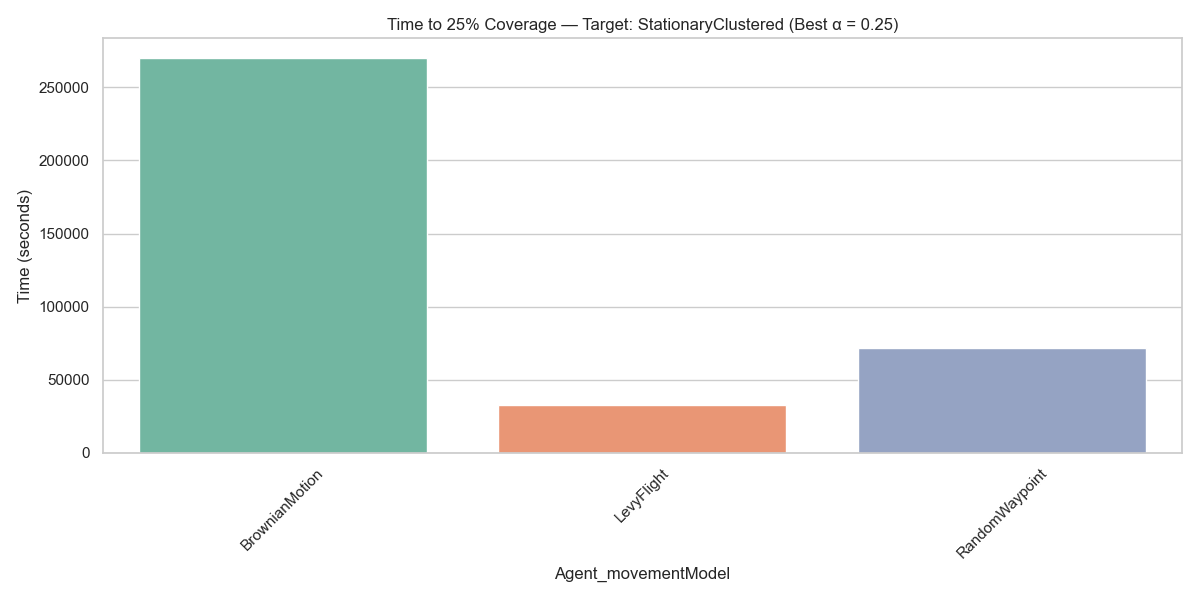 Time to 25% Coverage — Target: StationaryClustered (Best α = 0.25)
Time (seconds)
250000
200000
150000
100000
50000
0
BrownianMotion
LevyFlight
RandomWaypoint
Agent_movementModel